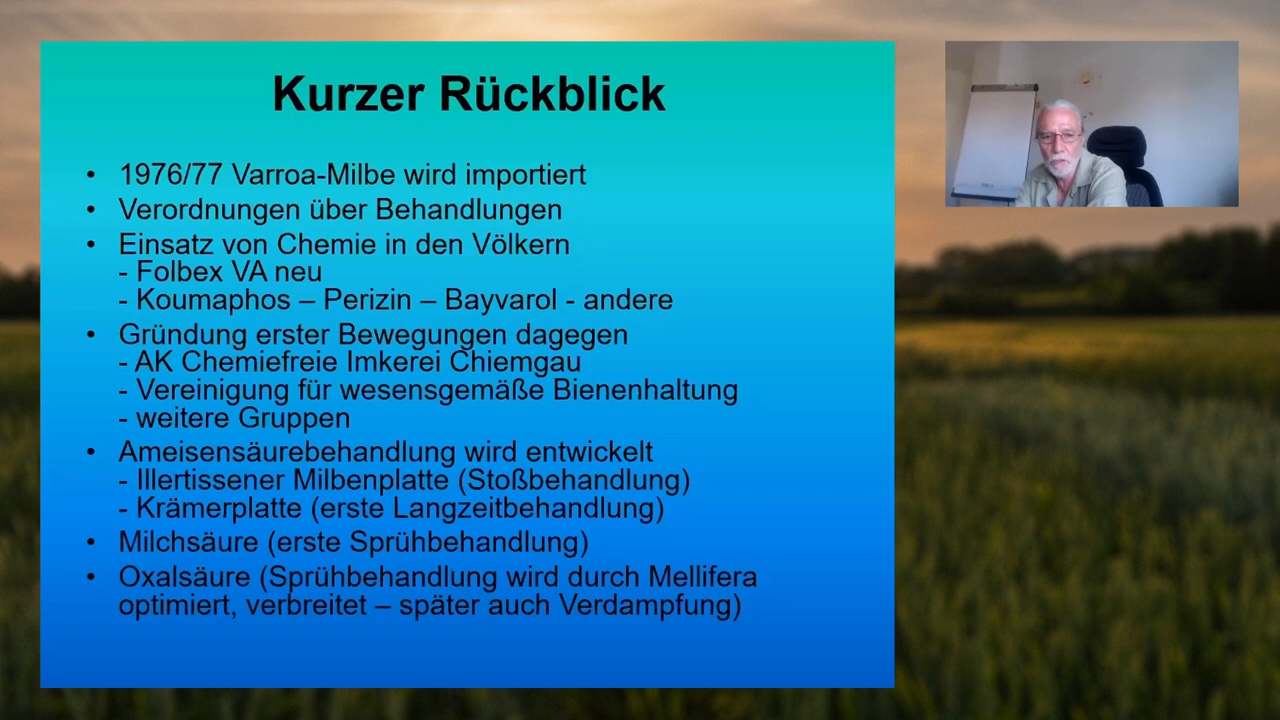 Kurzer Rückblick
• 1976/77 Varroa-Milbe wird importiert
• Verordnungen über Behandlungen
• Einsatz von Chemie in den Völkern
- Folbex VA neu
- Koumaphos – Perizin – Bayvarol - andere
• Gründung erster Bewegungen dagegen
- AK Chemiefreie Imkerei Chiemgau
- Vereinigung für wesensgemäße Bienenhaltung
- weitere Gruppen
• Ameisensäurebehandlung wird entwickelt
- Illertissener Milbenplatte (Stoßbehandlung)
- Krämerplatte (erste Langzeitbehandlung)
• Milchsäure (erste Sprühbehandlung)
• Oxalsäure (Sprühbehandlung wird durch Mellifera
optimiert, verbreitet – später auch Verdampfung)